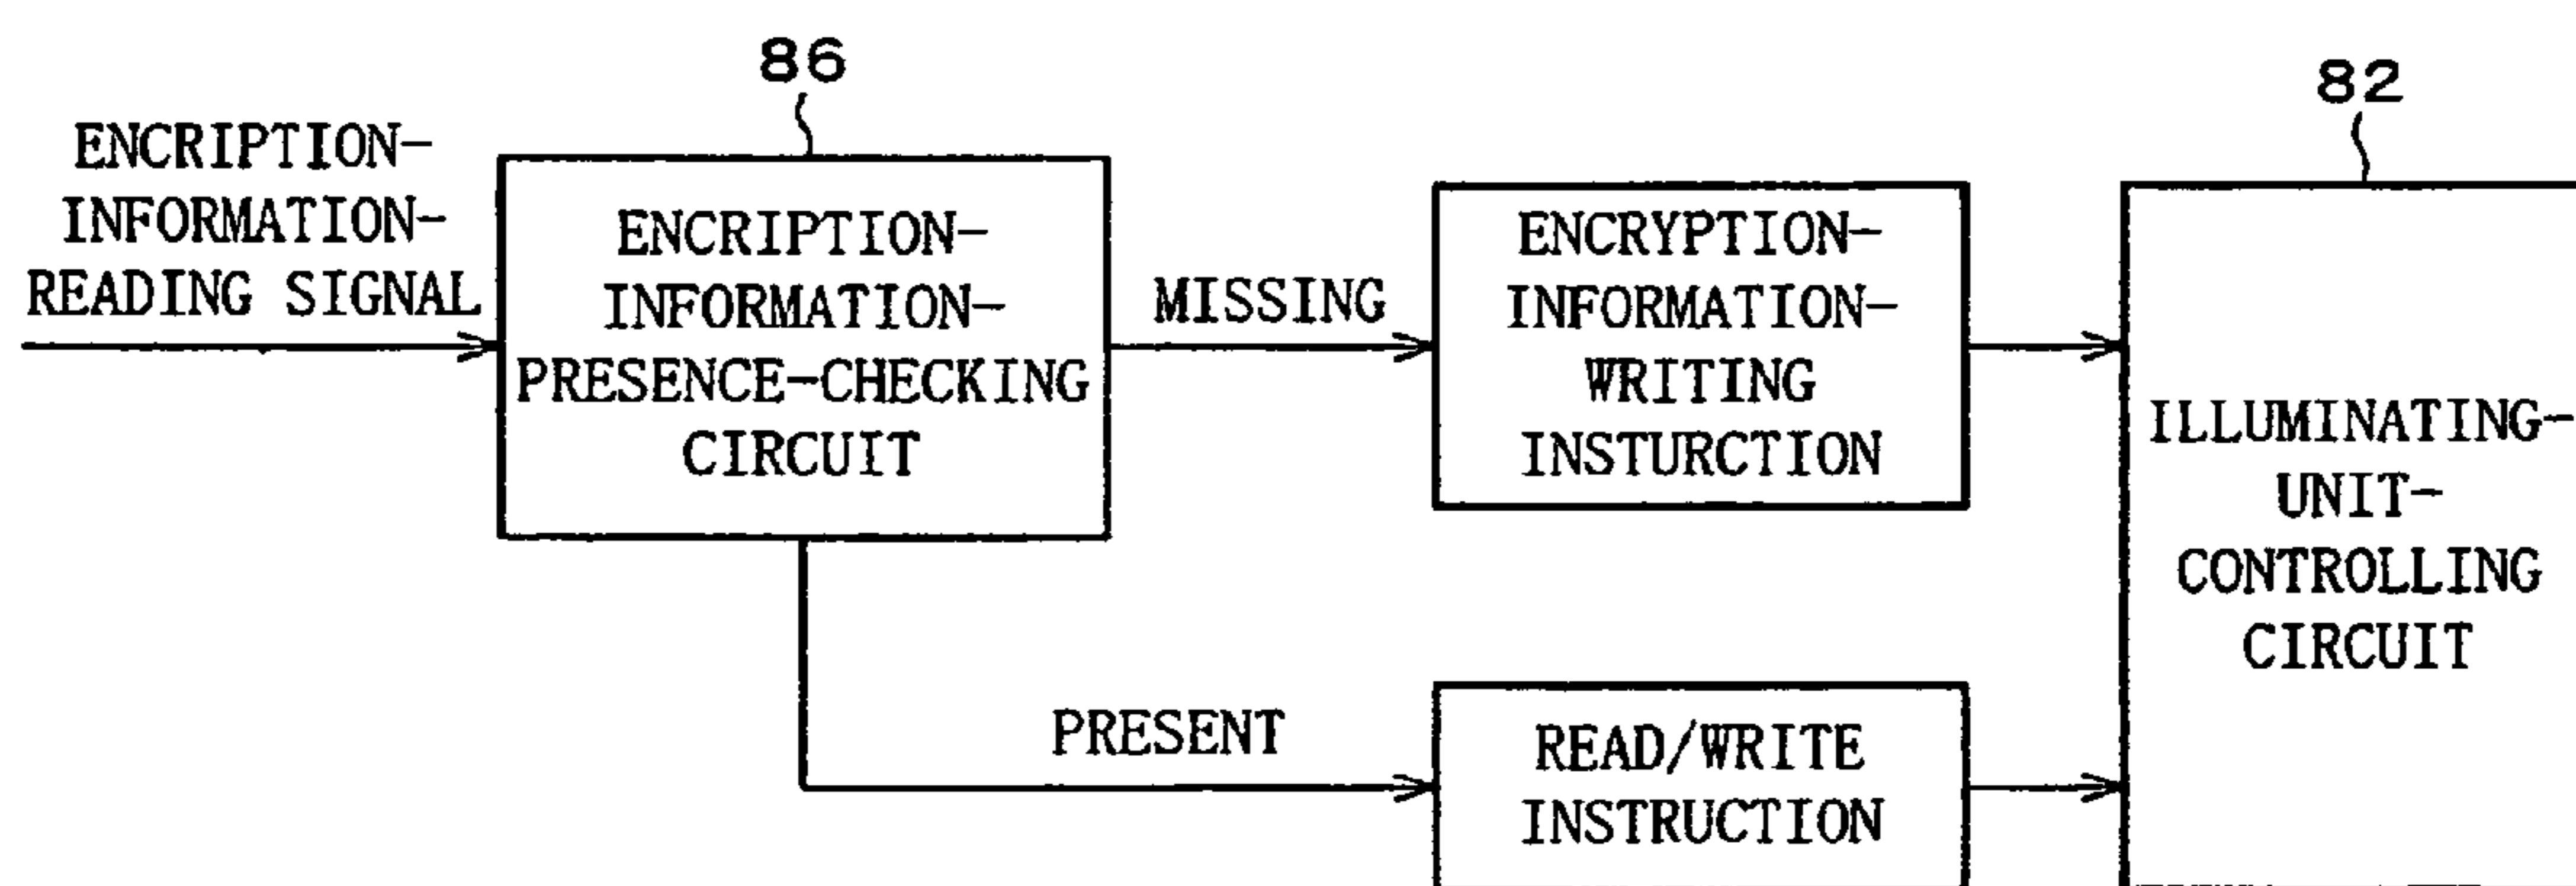 86
82
ENCRIPTION-
INFORMATION-
READING SIGNAL
ENCRIPTION-
INFORMATION-
PRESENCE-CHECKING
CIRCUIT
MISSING
ENCRYPTION-
INFORMATION-
WRITING
INSTURCTION
ILLUMINATING-
UNIT-
CONTROLLING
CIRCUIT
PRESENT
READ/WRITE
INSTRUCTION